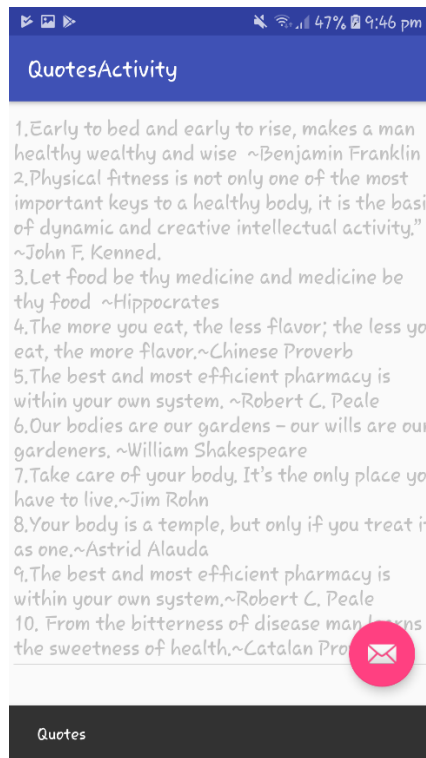 47% 9:46 pm
QuotesActivity
1.Early to bed and early to rise, makes a man
healthy wealthy and wise ~Benjamin Franklin
2.Physical fitness is not only one of the most
important keys to a healthy body, it is the basi
of dynamic and creative intellectual activity.”
~John F. Kenned.
3.Let food be thy medicine and medicine be
thy food ~Hippocrates
4.The more you eat, the less flavor; the less yo
eat, the more flavor.~Chinese Proverb
5.The best and most efficient pharmacy is
within your own system. ~Robert C. Peale
6.Our bodies are our gardens – our wills are our
gardeners. ~William Shakespeare
7.Take care of your body. It's the only place yo
have to live.~Jim Rohn
8.Your body is a temple, but only if you treat it
as one.~Astrid Alauda
9.The best and most efficient pharmacy is
within your own system.~Robert C. Peale
10. From the bitterness of disease man
the sweetness of health.~Catalan
Quotes